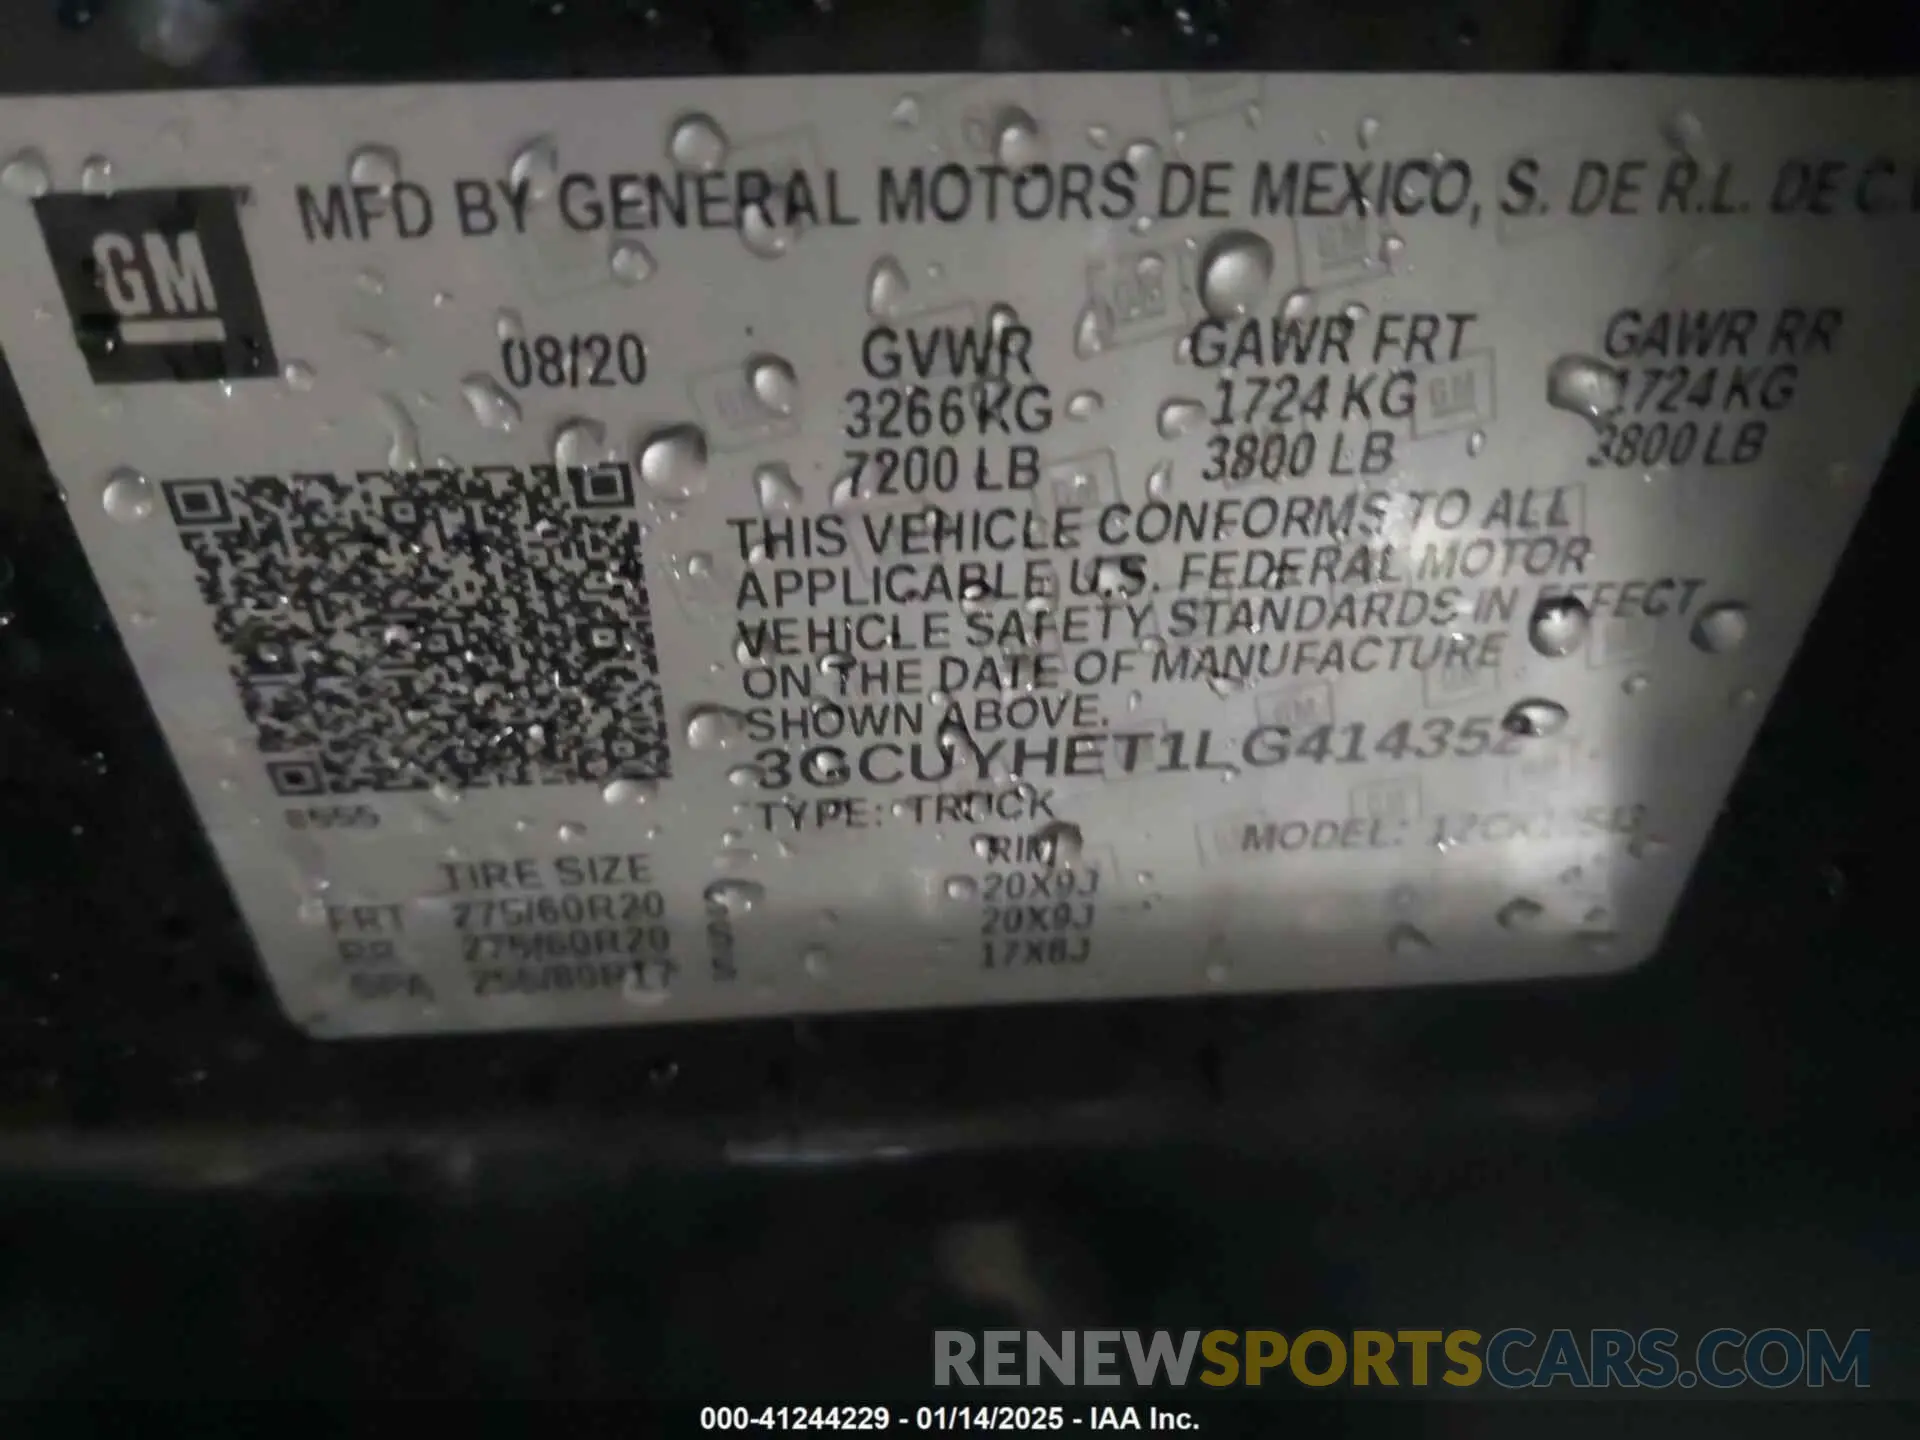 GM
MFD BY GENERAL MOTORS DE MEXICO, S. DE R.L. DE C.V
08/20 GVWR GAWR FRT GAWR RR
3266 KG 1724 KG 1724 KG
7200 LB 3800 LB 3800 LB
THIS VEHICLE CONFORMS TO ALL
APPLICABLE U.S. FEDERAL MOTOR
VEHICLE SAFETY STANDARDS IN EFFECT
ON THE DATE OF MANUFACTURE
SHOWN ABOVE.
3GCUYHET1LG414352
TYPE: TRUCK
MODEL:
TIRE SIZE RIM
FRT 275/60R20 20X9J
RR 275/60R20 20X9J
SPA 17X8J
RENEWSPORTSCARS.COM
000-41244229 - 01/14/2025 - IAA Inc.